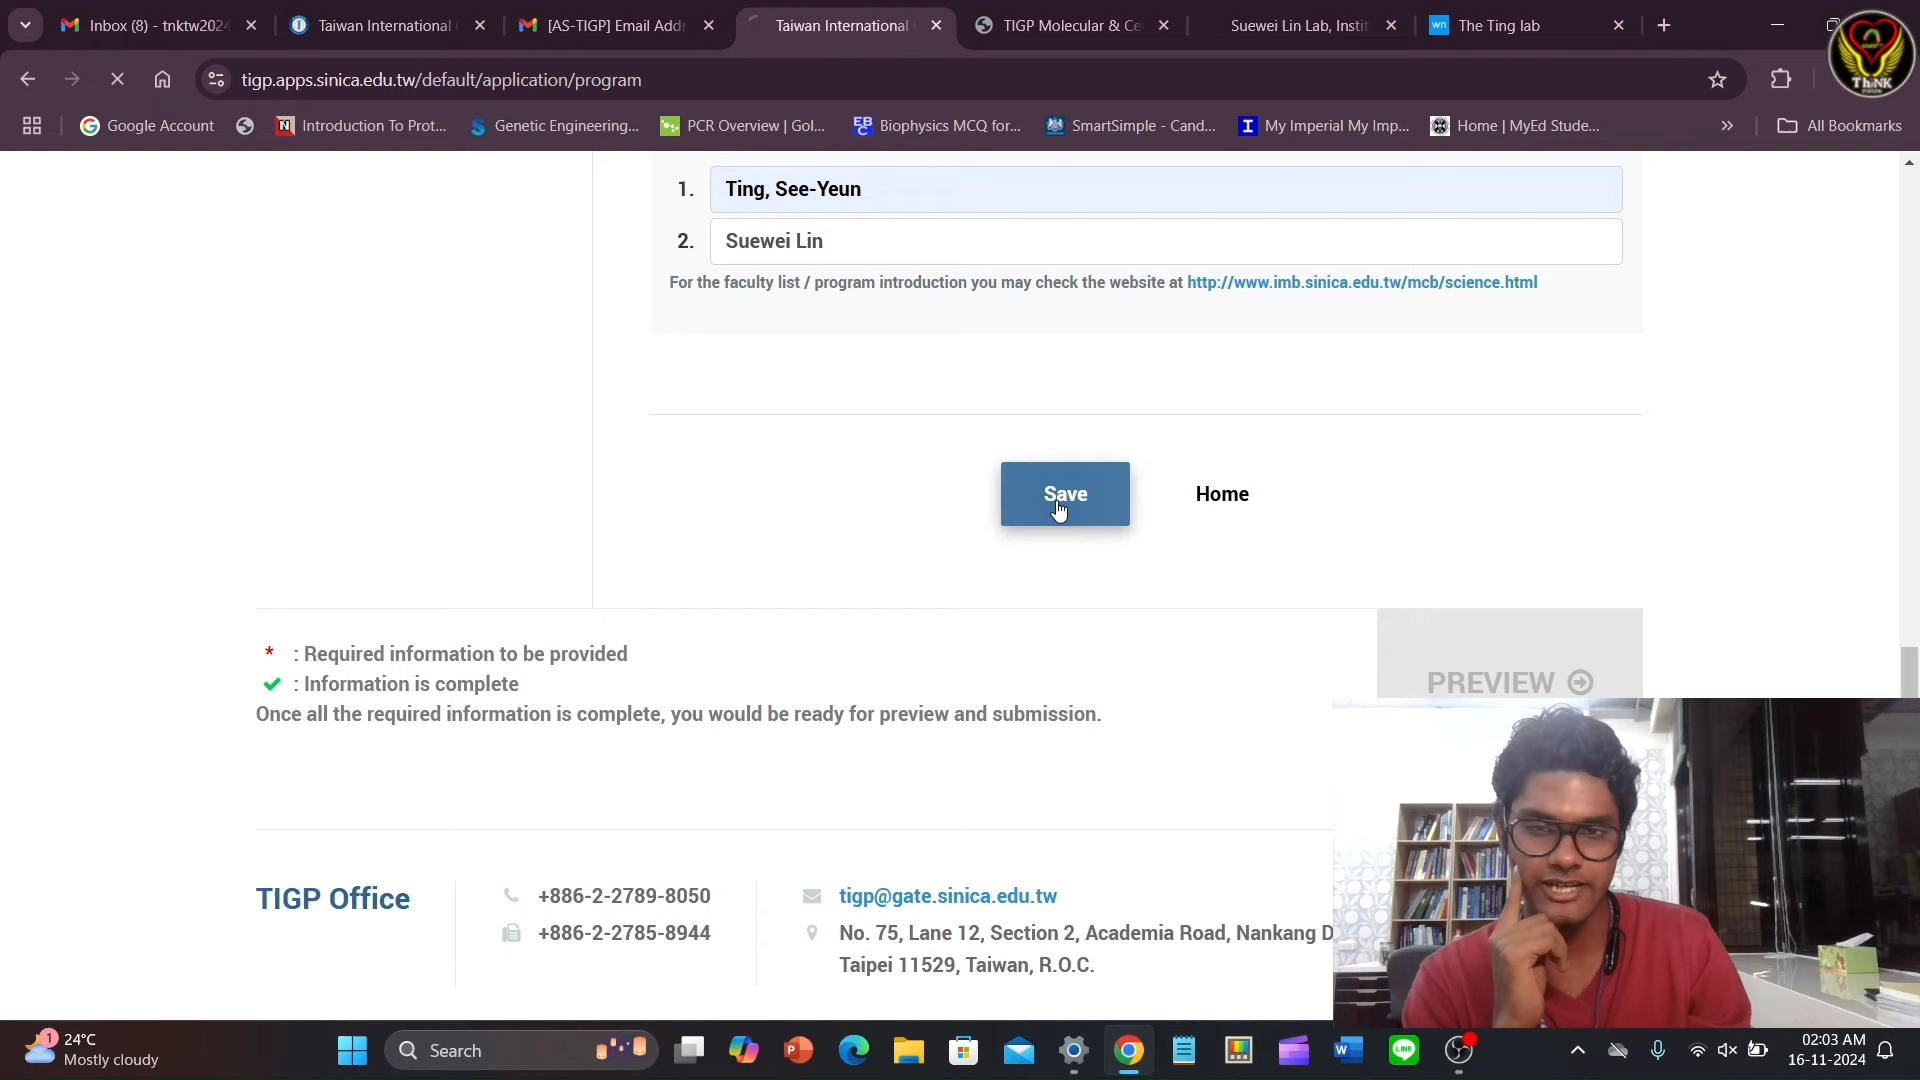 Inbox (8) - tnktw2024
Taiwan International
[AS-TIGP] Email Addr
Taiwan International
TIGP Molecular & Ce
Suewei Lin Lab, Instit
wn The Ting lab
tigp.apps.sinica.edu.tw/default/application/program
ThiNK
Google Account
Introduction To Prot...
Genetic Engineering...
PCR Overview | Gol...
EBC Biophysics MCQ for...
SmartSimple - Cand...
My Imperial My Imp...
Home | MyEd Stude...
All Bookmarks
1. Ting, See-Yeun
2. Suewei Lin
For the faculty list / program introduction you may check the website at http://www.imb.sinica.edu.tw/mcb/science.html
Save
Home
* : Required information to be provided
: Information is complete
PREVIEW
Once all the required information is complete, you would be ready for preview and submission.
TIGP Office
+886-2-2789-8050
tigp@gate.sinica.edu.tw
+886-2-2785-8944
No. 75, Lane 12, Section 2, Academia Road, Nankang D
Taipei 11529, Taiwan, R.O.C.
1
24°C
Mostly cloudy
Search
02:03 AM
16-11-2024